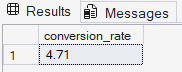 Results Messages
conversion_rate
1 4.71